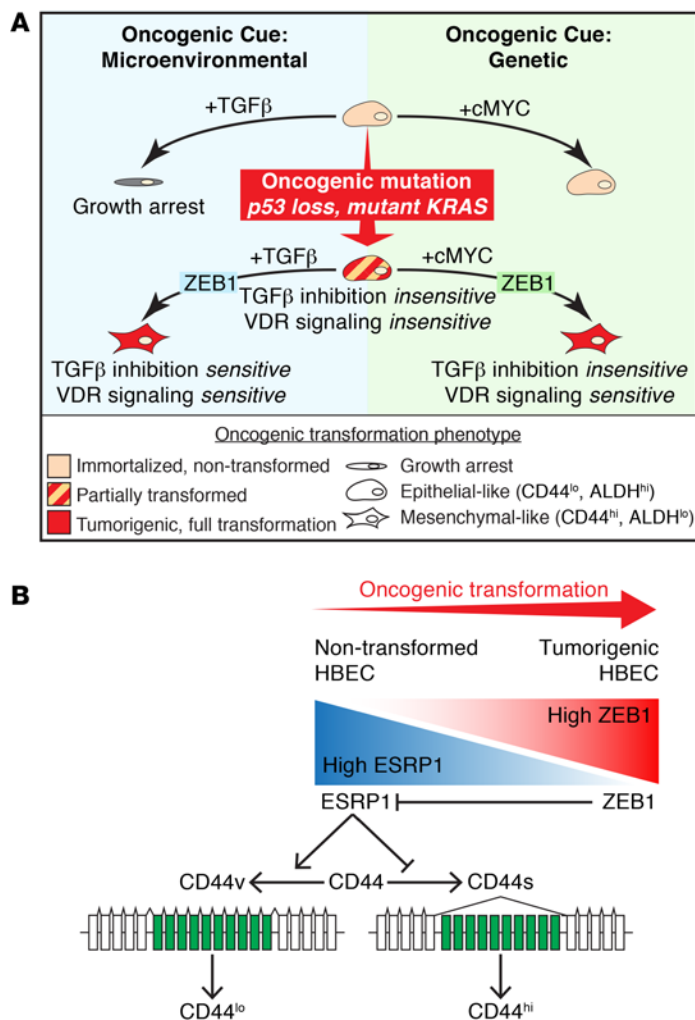 A
Oncogenic Cue:
Microenvironmental
Oncogenic Cue:
Genetic
+TGFβ
+cMYC
Growth arrest
Oncogenic mutation
p53 loss, mutant KRAS
+TGFβ
+cMYC
ZEB1
ZEB1
TGFβ inhibition insensitive
VDR signaling insensitive
TGFβ inhibition sensitive
VDR signaling sensitive
TGFβ inhibition insensitive
VDR signaling sensitive
Oncogenic transformation phenotype
Immortalized, non-transformed
Partially transformed
Tumorigenic, full transformation
Growth arrest
Epithelial-like (CD44lo, ALDHhi)
Mesenchymal-like (CD44hi, ALDHlo)
B
Oncogenic transformation
Non-transformed
HBEC
Tumorigenic
HBEC
High ZEB1
High ESRP1
ESRP1
ZEB1
CD44v
CD44
CD44s
CD44lo
CD44hi